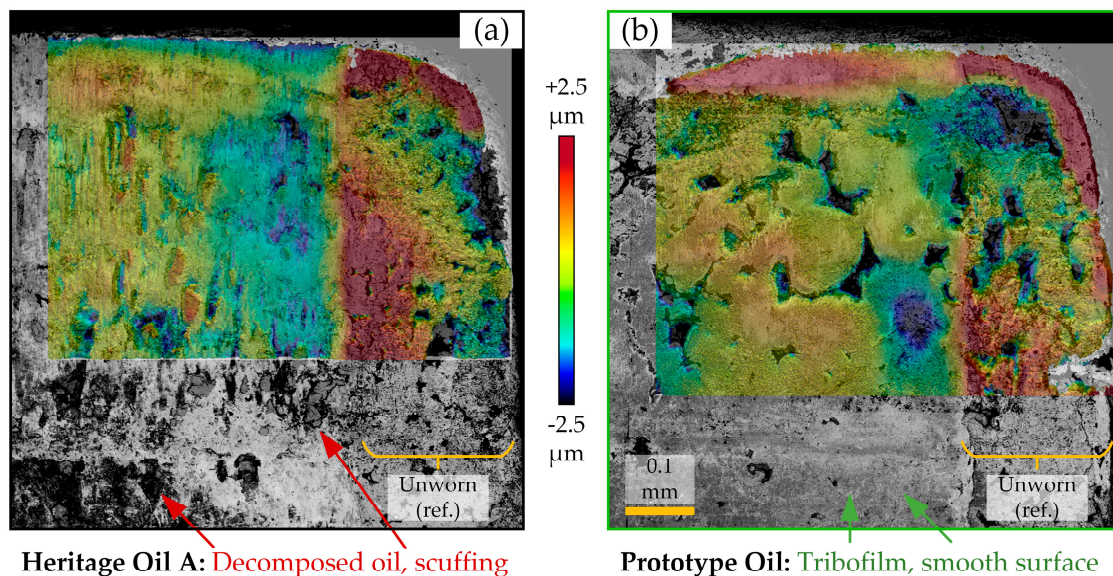 (a)
(b)
+2.5
µm
-2.5
µm
Unworn
(ref.)
0.1
mm
Unworn
(ref.)
Heritage Oil A: Decomposed oil, scuffing
Prototype Oil: Tribofilm, smooth surface